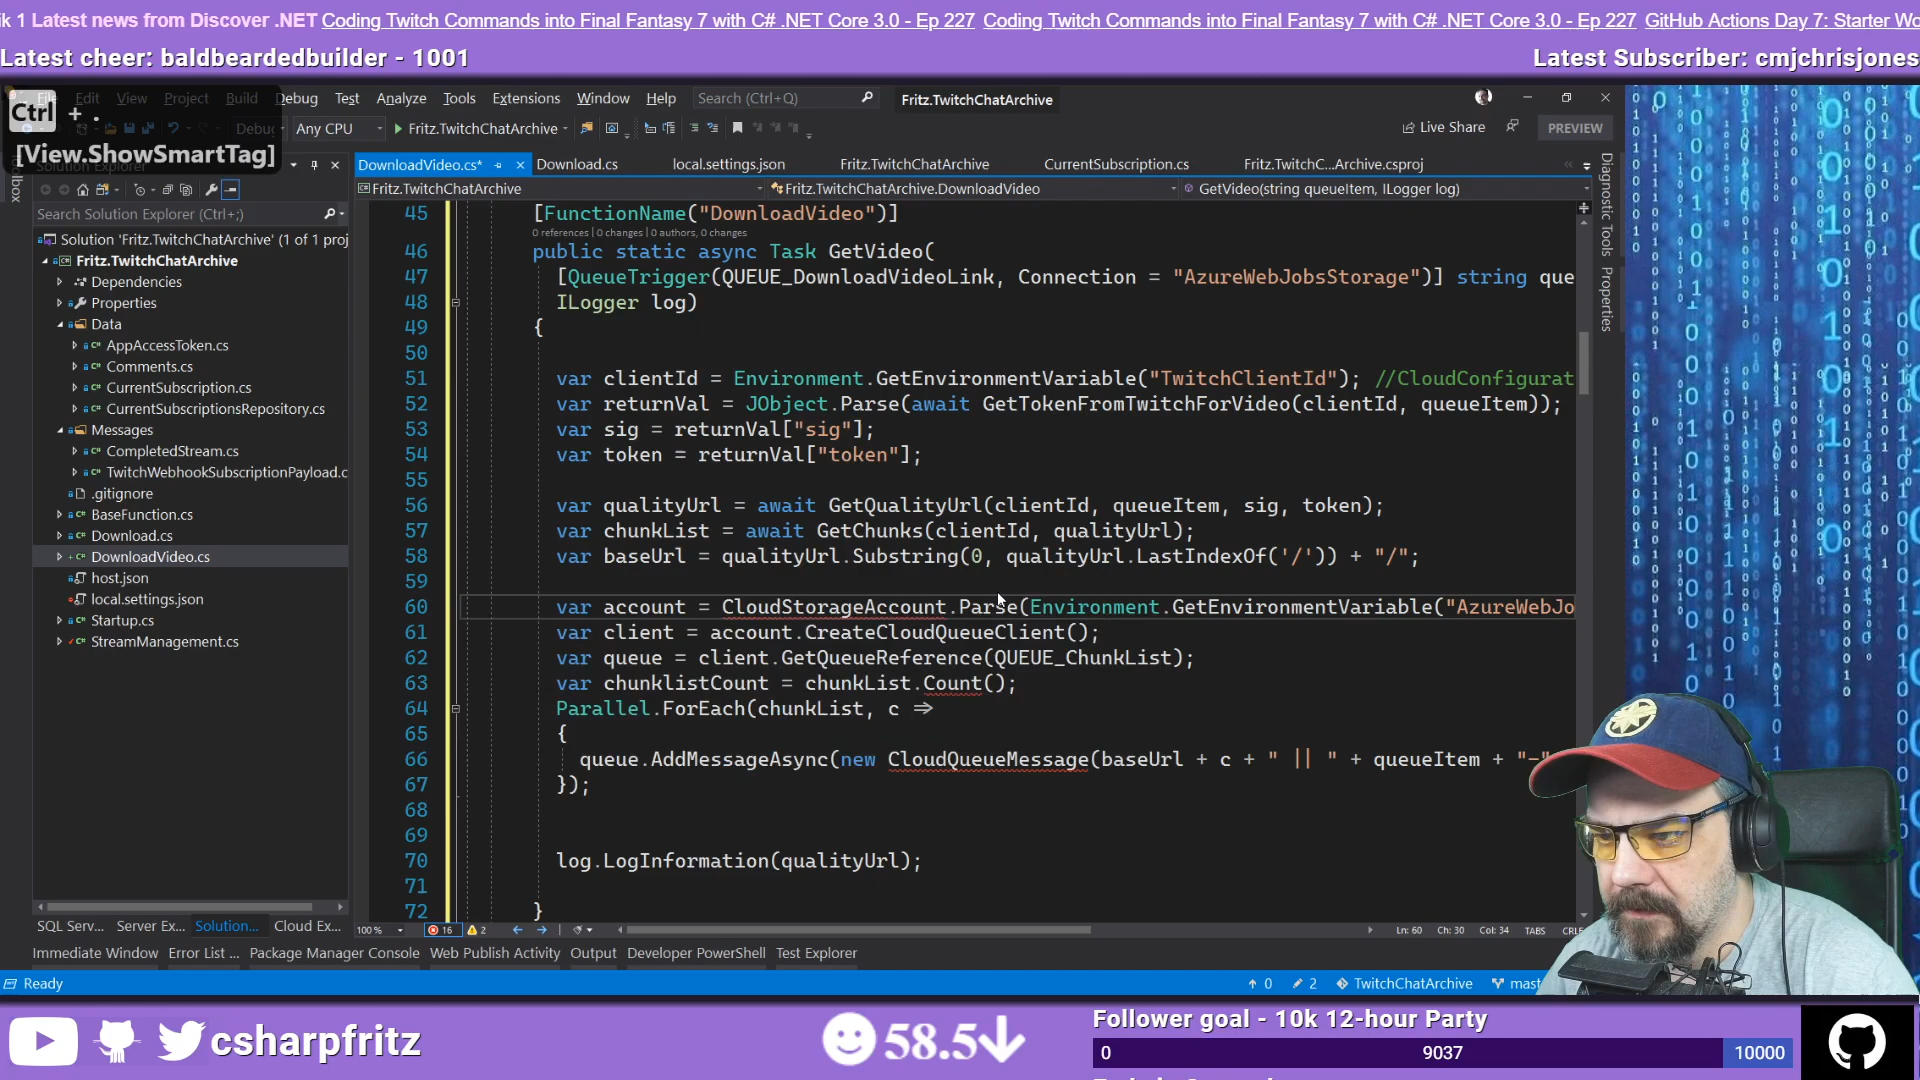 k 1 Latest news from Discover .NET Coding Twitch Commands into Final Fantasy 7 with C# .NET Core 3.0 - Ep 227 Coding Twitch Commands into Final Fantasy 7 with C# .NET Core 3.0 - Ep 227 GitHub Actions Day 7: Starter Wo
Latest cheer: baldbeardedbuilder - 1001
Latest Subscriber: cmjchrisjones
File Edit View Project Build Debug Test Analyze Tools Extensions Window Help Search (Ctrl+Q) Fritz.TwitchChatArchive
Ctrl + .
[View.ShowSmartTag]
Debug Any CPU Fritz.TwitchChatArchive Live Share PREVIEW
Solution Explorer
Toolbox
DownloadVideo.cs* Download.cs local.settings.json Fritz.TwitchChatArchive CurrentSubscription.cs Fritz.TwitchC...Archive.csproj
Fritz.TwitchChatArchive Fritz.TwitchChatArchive.DownloadVideo GetVideo(string queueItem, ILogger log)
Diagnostic Tools
Properties
Search Solution Explorer (Ctrl+;)
Solution 'Fritz.TwitchChatArchive' (1 of 1 proj
Fritz.TwitchChatArchive
Dependencies
Properties
Data
AppAccessToken.cs
Comments.cs
CurrentSubscription.cs
CurrentSubscriptionsRepository.cs
Messages
CompletedStream.cs
TwitchWebhookSubscriptionPayload.c
.gitignore
BaseFunction.cs
Download.cs
DownloadVideo.cs
host.json
local.settings.json
Startup.cs
StreamManagement.cs
SQL Serv... Server Ex... Solution... Cloud Ex...
45 [FunctionName("DownloadVideo")]
0 references | 0 changes | 0 authors, 0 changes
46 public static async Task GetVideo(
47 [QueueTrigger(QUEUE_DownloadVideoLink, Connection = "AzureWebJobsStorage")] string que
48 ILogger log)
49 {
50
51 var clientId = Environment.GetEnvironmentVariable("TwitchClientId"); //CloudConfigurat
52 var returnVal = JObject.Parse(await GetTokenFromTwitchForVideo(clientId, queueItem));
53 var sig = returnVal["sig"];
54 var token = returnVal["token"];
55
56 var qualityUrl = await GetQualityUrl(clientId, queueItem, sig, token);
57 var chunkList = await GetChunks(clientId, qualityUrl);
58 var baseUrl = qualityUrl.Substring(0, qualityUrl.LastIndexOf('/')) + "/";
59
60 var account = CloudStorageAccount.Parse(Environment.GetEnvironmentVariable("AzureWebJo
61 var client = account.CreateCloudQueueClient();
62 var queue = client.GetQueueReference(QUEUE_ChunkList);
63 var chunklistCount = chunkList.Count();
64 Parallel.ForEach(chunkList, c =>
65 {
66 queue.AddMessageAsync(new CloudQueueMessage(baseUrl + c + " || " + queueItem + "-"
67 });
68
69
70 log.LogInformation(qualityUrl);
71
72 }
100 % 16 2 Ln: 60 Ch: 30 Col: 34 TABS CRLF
Immediate Window Error List ... Package Manager Console Web Publish Activity Output Developer PowerShell Test Explorer
Ready 0 2 TwitchChatArchive mast
csharpfritz
58.5
Follower goal - 10k 12-hour Party
0 9037 10000